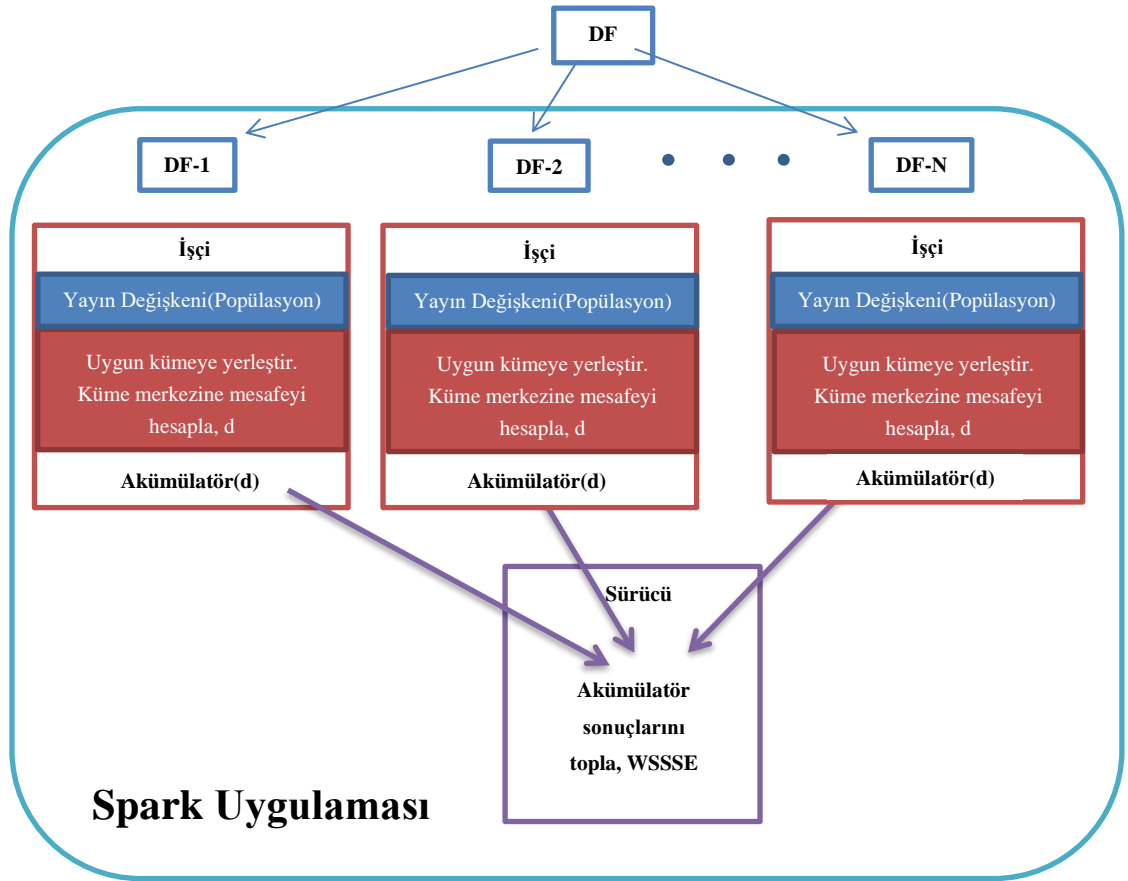 DF
DF-1
DF-2
DF-N
İşçi
Yayın Değişkeni(Popülasyon)
Uygun kümeye yerleştir.
Küme merkezine mesafeyi
hesapla, d
Akümülatör(d)
İşçi
Yayın Değişkeni(Popülasyon)
Uygun kümeye yerleştir.
Küme merkezine mesafeyi
hesapla, d
Akümülatör(d)
İşçi
Yayın Değişkeni(Popülasyon)
Uygun kümeye yerleştir.
Küme merkezine mesafeyi
hesapla, d
Akümülatör(d)
Sürücü
Akümülatör
sonuçlarını
topla, WSSSE
Spark Uygulaması